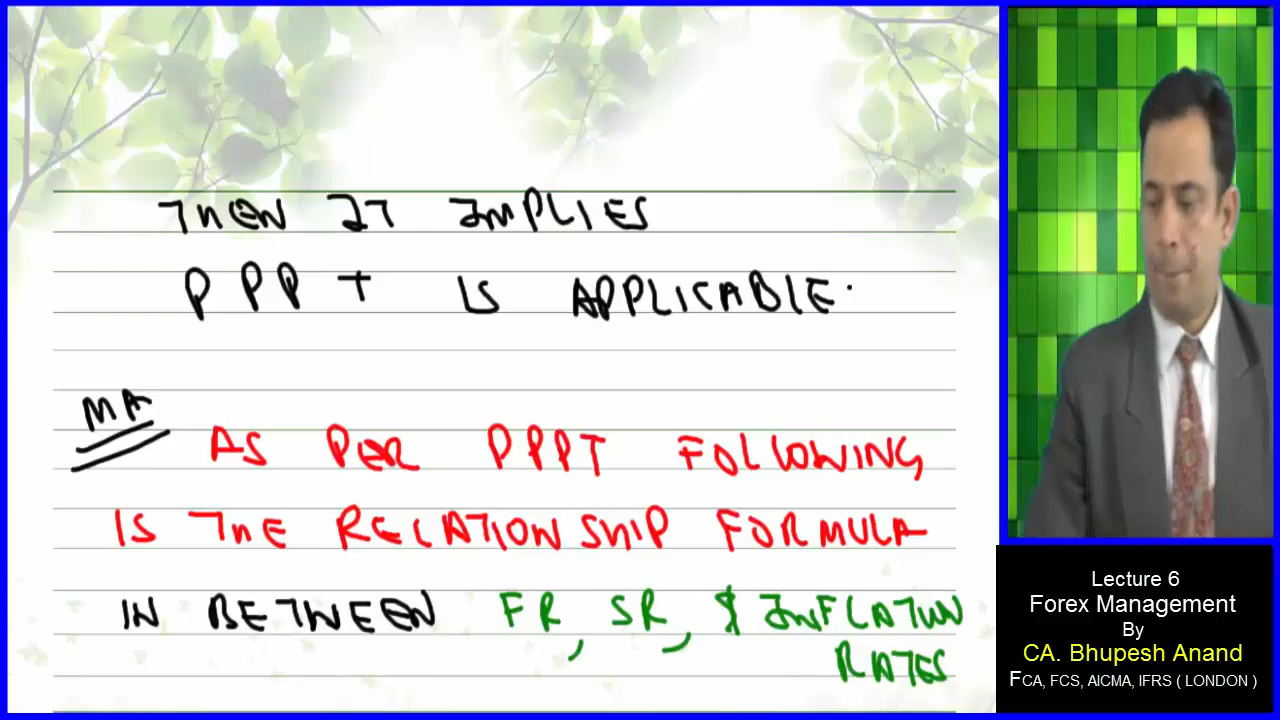 THEN IT IMPLIES
P P P T IS APPLICABLE.
MA
AS PER PPPT FOLLOWING
IS THE RELATIONSHIP FORMULA
IN BETWEEN FR, SR, & INFLATION
RATES
Lecture 6
Forex Management
By
CA. Bhupesh Anand
FCA, FCS, AICMA, IFRS ( LONDON )